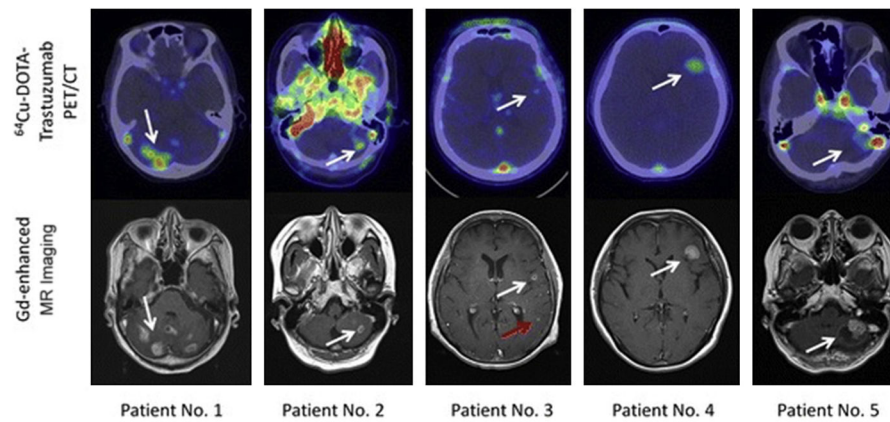 ⁶⁴Cu-DOTA-
Trastuzumab
PET/CT
Gd-enhanced
MR Imaging
Patient No. 1
Patient No. 2
Patient No. 3
Patient No. 4
Patient No. 5